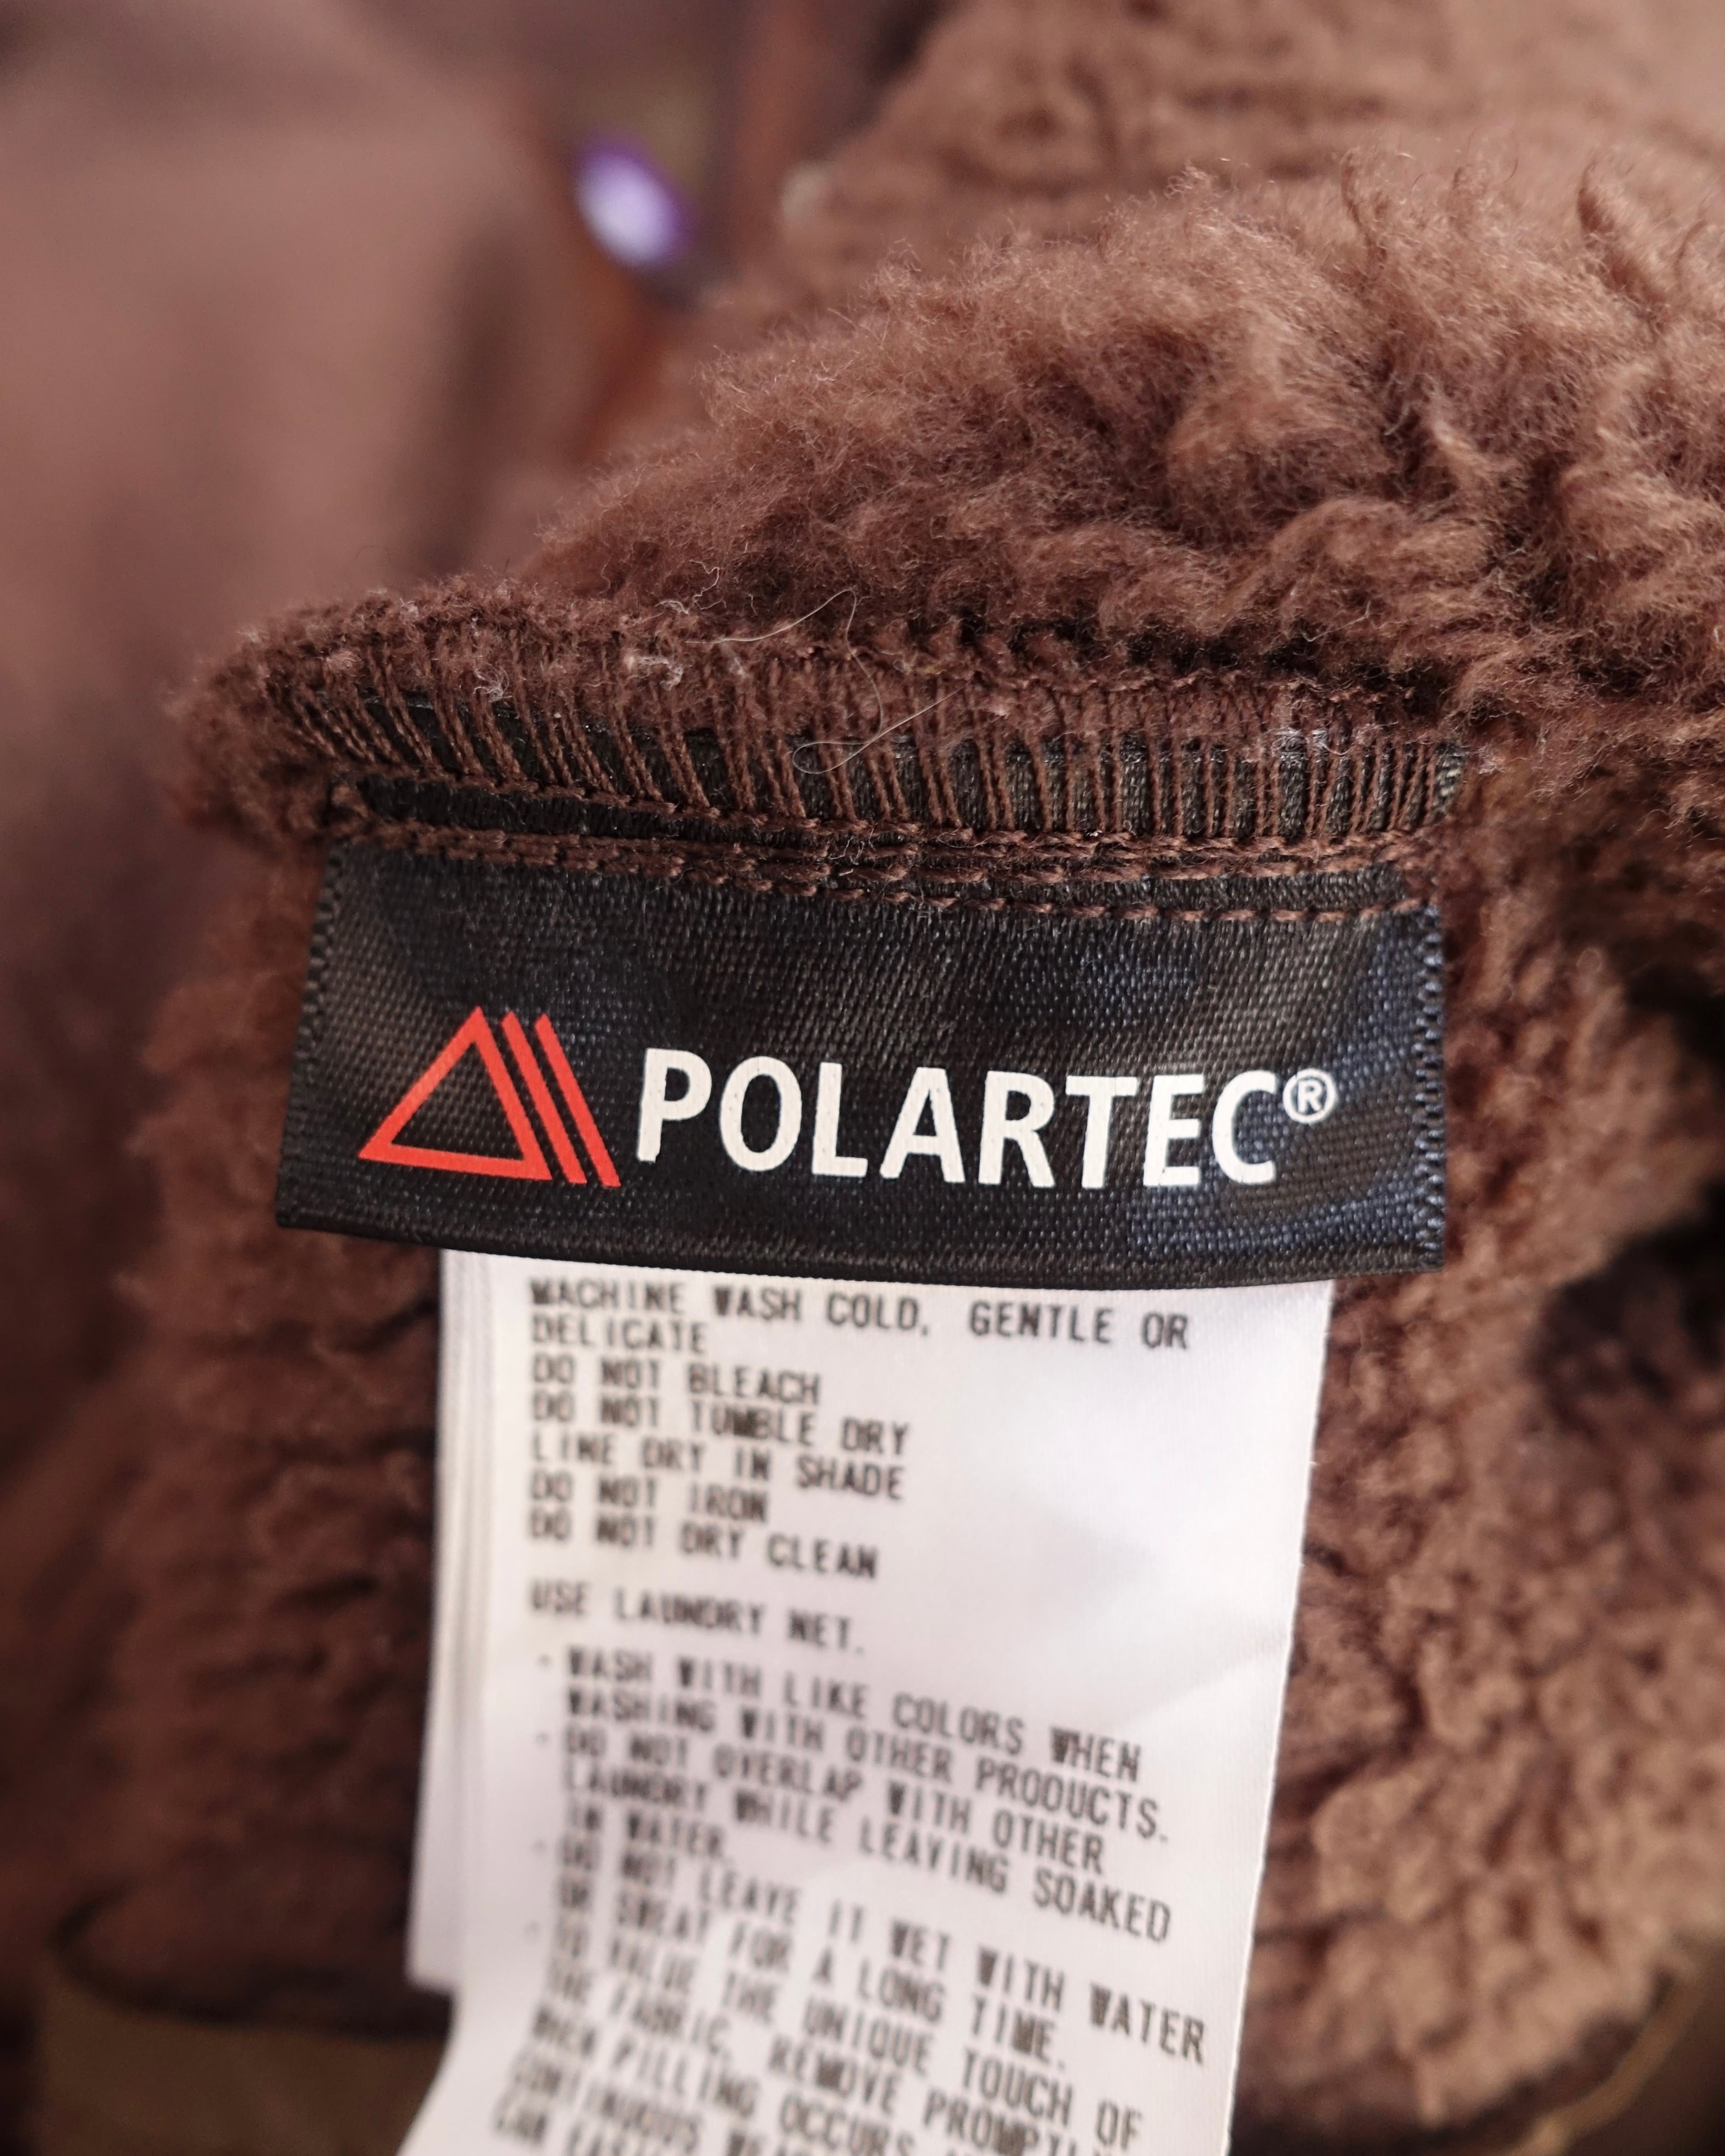 POLARTEC®
MACHINE WASH COLD, GENTLE OR
DELICATE
DO NOT BLEACH
DO NOT TUMBLE DRY
LINE DRY IN SHADE
DO NOT IRON
DO NOT DRY CLEAN
USE LAUNDRY NET.
- WASH WITH LIKE COLORS WHEN
WASHING WITH OTHER PRODUCTS.
- DO NOT OVERLAP WITH OTHER
LAUNDRY WHILE LEAVING SOAKED
IN WATER.
- DO NOT LEAVE IT WET WITH WATER
OR SWEAT FOR A LONG TIME.
- TO VALUE THE UNIQUE TOUCH OF
THE FABRIC, REMOVE PROMPTLY
WHEN PILLING OCCURS
CONTINUOUS
CAN